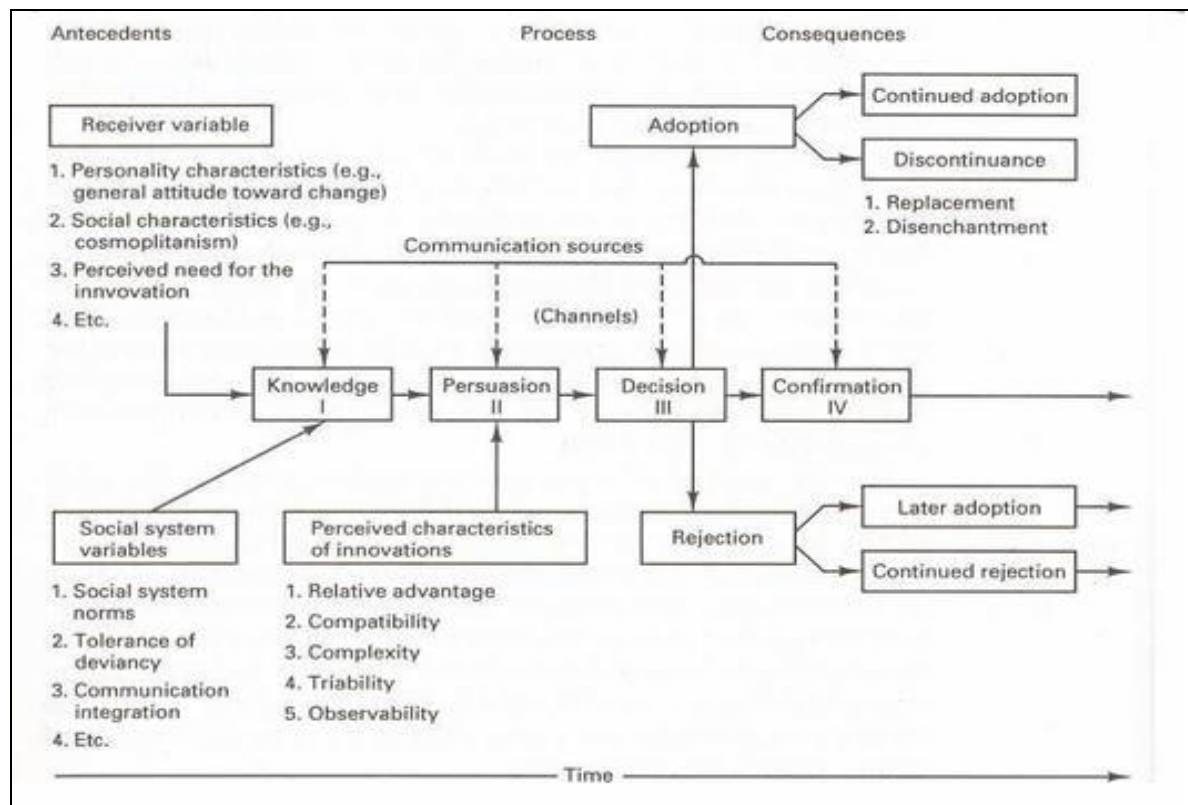 Antecedents
Process
Consequences
Receiver variable
1. Personality characteristics (e.g.,
general attitude toward change)
2. Social characteristics (e.g.,
cosmoplitanism)
3. Perceived need for the
innvovation
4. Etc.
Adoption
Continued adoption
Discontinuance
1. Replacement
2. Disenchantment
Communication sources
(Channels)
Knowledge
I
Persuasion
II
Decision
III
Confirmation
IV
Social system
variables
1. Social system
norms
2. Tolerance of
deviancy
3. Communication
integration
4. Etc.
Perceived characteristics
of innovations
1. Relative advantage
2. Compatibility
3. Complexity
4. Triability
5. Observability
Rejection
Later adoption
Continued rejection
Time